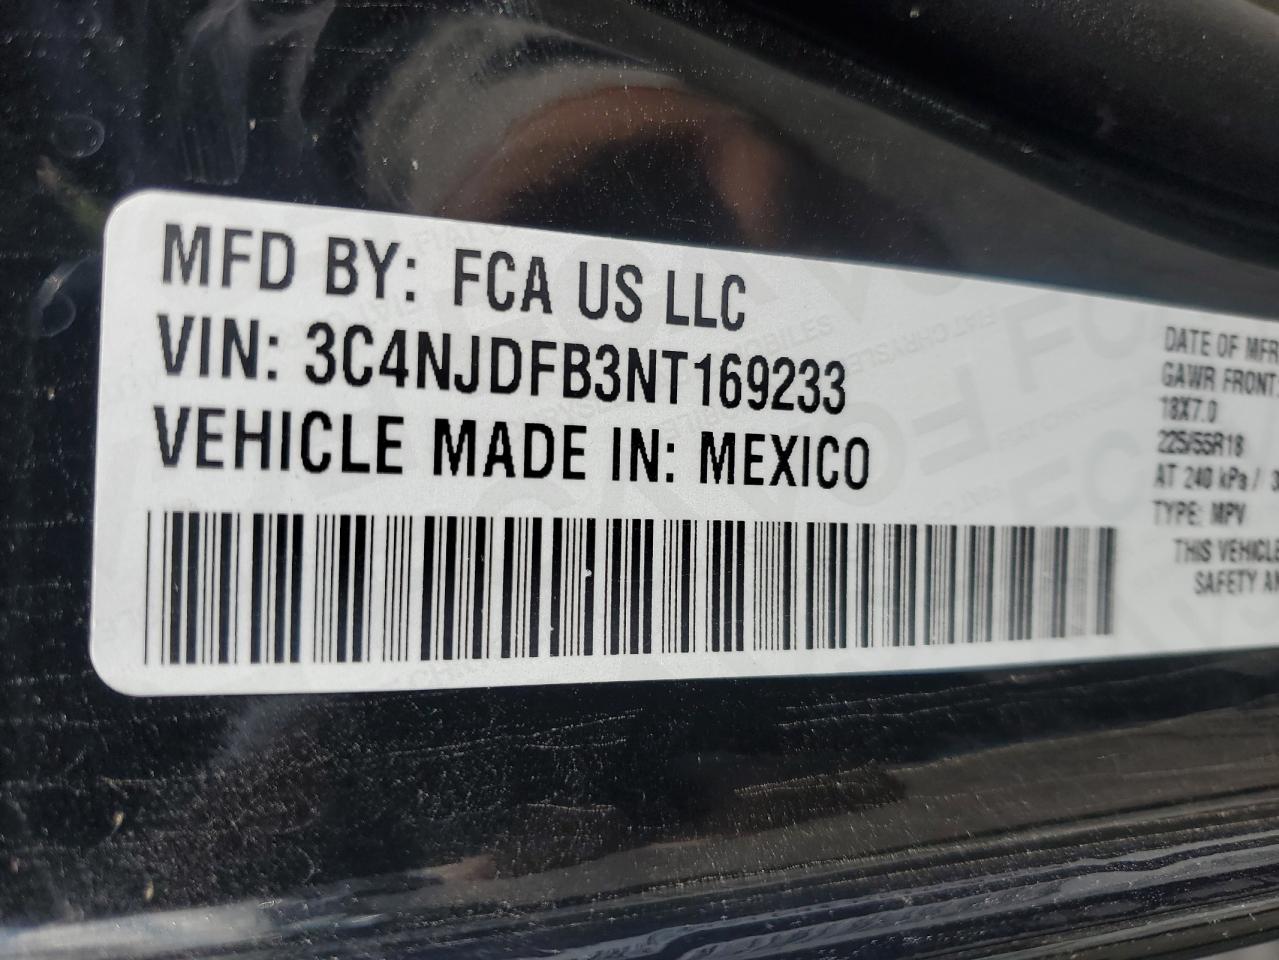 MFD BY: FCA US LLC
VIN: 3C4NJDFB3NT169233
VEHICLE MADE IN: MEXICO
DATE OF MFR
GAWR FRONT
18X7.0
225/55R18
AT 240 kPa /
TYPE: MPV
THIS VEHICLE
SAFETY